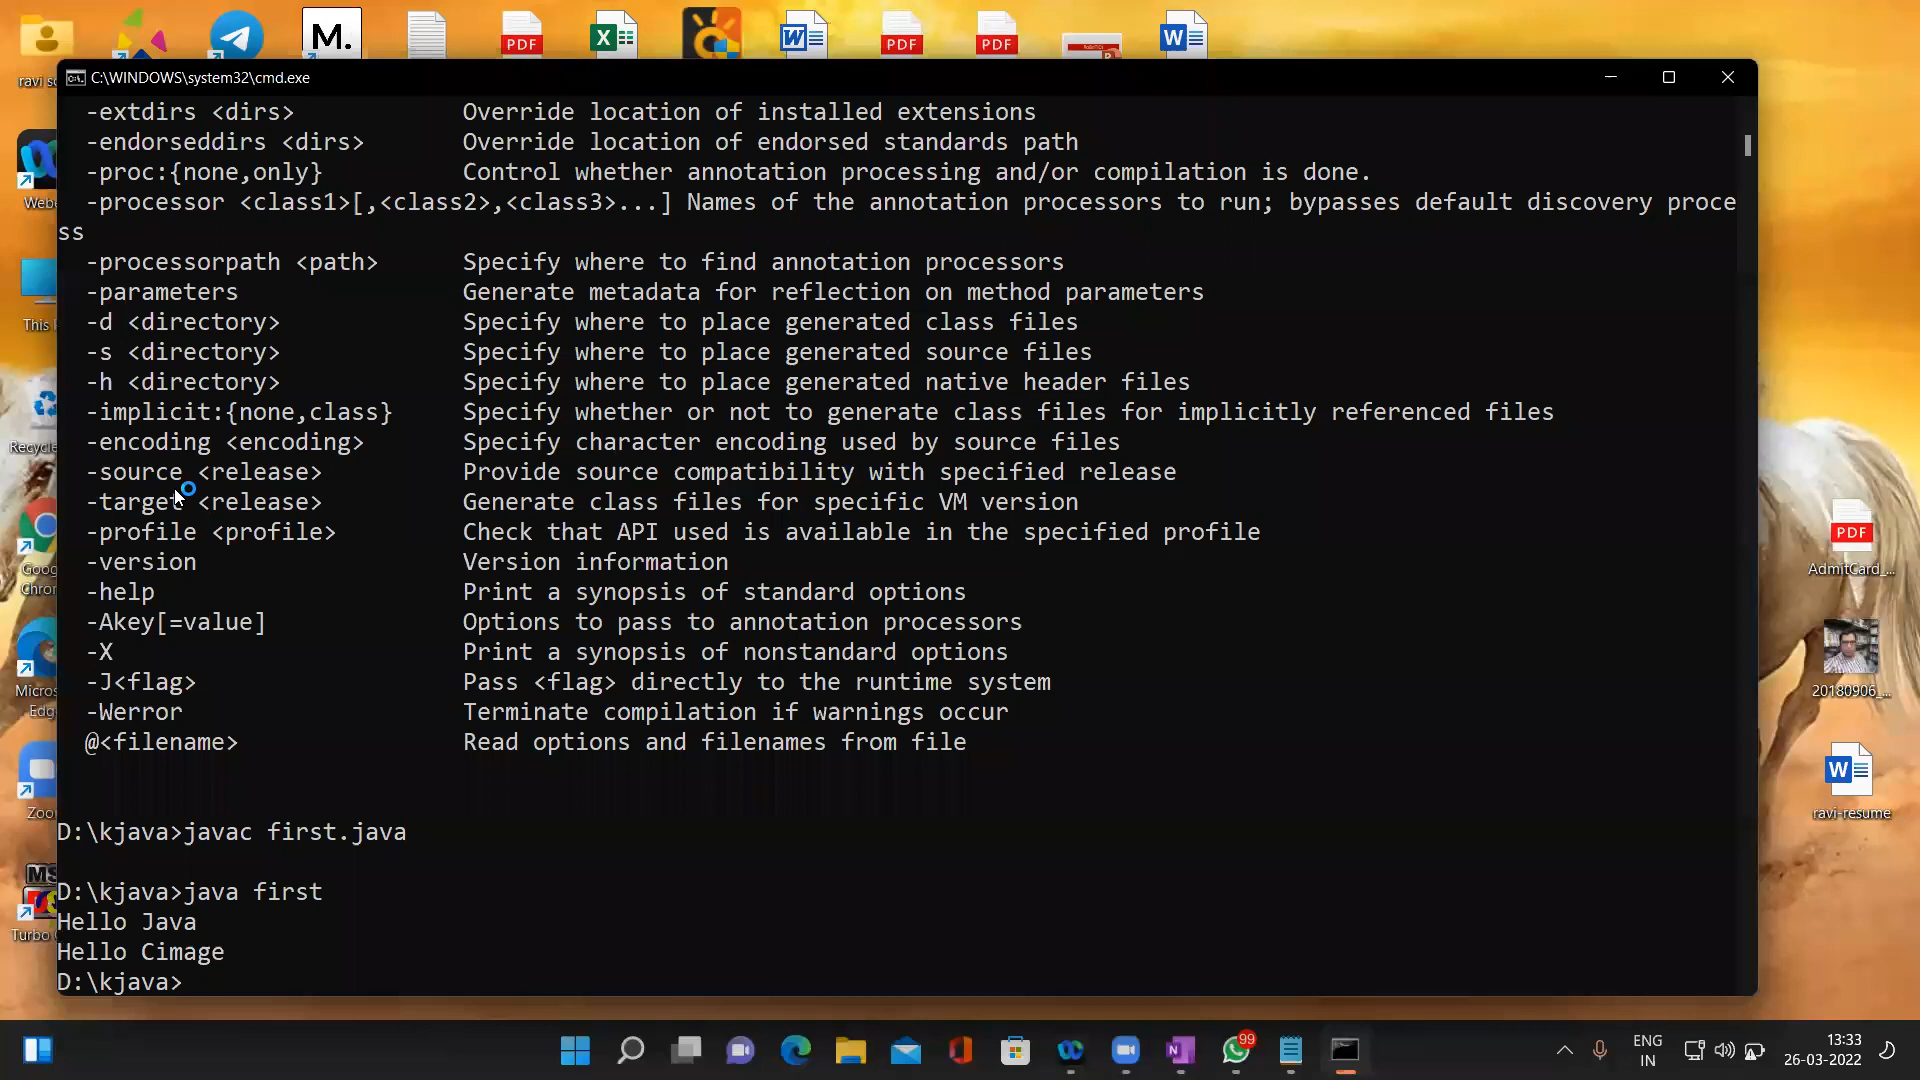 M.
PDF
PDF
PDF
ravi s
C:\WINDOWS\system32\cmd.exe
-extdirs <dirs> Override location of installed extensions
-endorseddirs <dirs> Override location of endorsed standards path
-proc:{none,only} Control whether annotation processing and/or compilation is done.
-processor <class1>[,<class2>,<class3>...] Names of the annotation processors to run; bypasses default discovery proce
ss
-processorpath <path> Specify where to find annotation processors
-parameters Generate metadata for reflection on method parameters
-d <directory> Specify where to place generated class files
-s <directory> Specify where to place generated source files
-h <directory> Specify where to place generated native header files
-implicit:{none,class} Specify whether or not to generate class files for implicitly referenced files
-encoding <encoding> Specify character encoding used by source files
-source <release> Provide source compatibility with specified release
-target <release> Generate class files for specific VM version
-profile <profile> Check that API used is available in the specified profile
-version Version information
-help Print a synopsis of standard options
-Akey[=value] Options to pass to annotation processors
-X Print a synopsis of nonstandard options
-J<flag> Pass <flag> directly to the runtime system
-Werror Terminate compilation if warnings occur
@<filename> Read options and filenames from file
D:\kjava>javac first.java
D:\kjava>java first
Hello Java
Hello Cimage
D:\kjava>
Webe
This
Recycle
Goog
Chron
Micros
Edg
Zoo
MS
Turbo
PDF
AdmitCard_...
20180906_...
ravi-resume
99
ENG
IN
13:33
26-03-2022